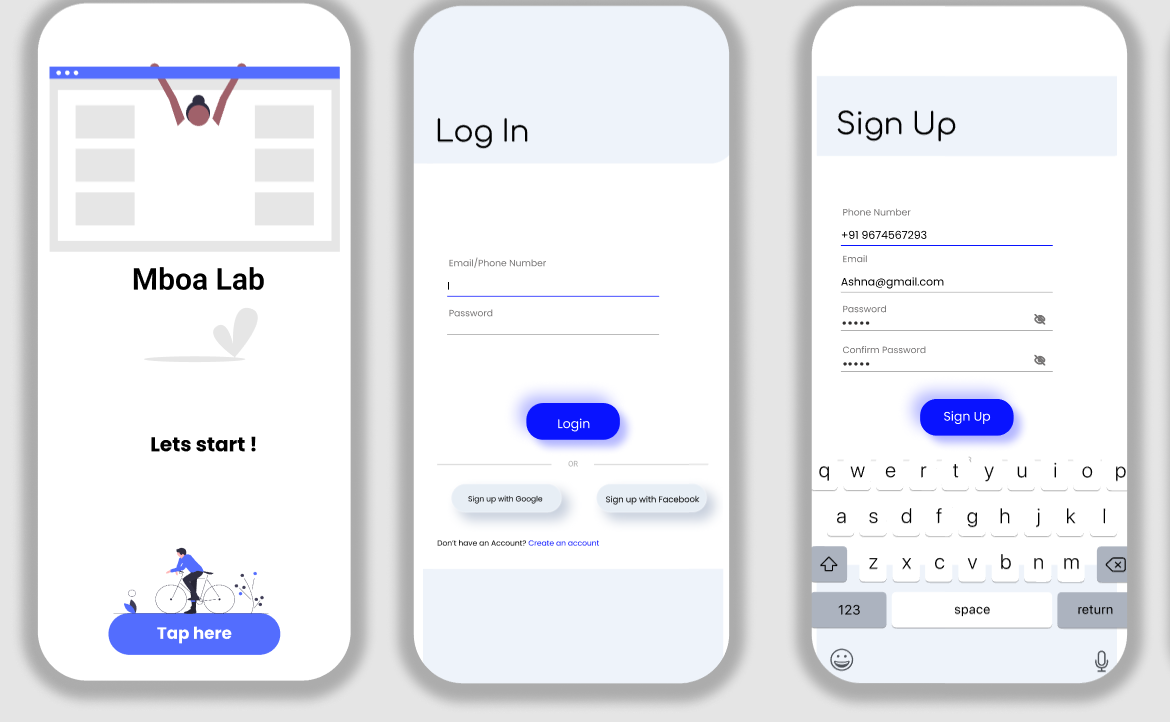 Mboa Lab
Lets start !
Tap here
Log In
Email/Phone Number
Password
Login
OR
Sign up with Google
Sign up with Facebook
Don't have an Account? Create an account
Sign Up
Phone Number
+91 9674567293
Email
Ashna@gmail.com
Password
•••••
Confirm Password
•••••
Sign Up
q w e r t y u i o p
a s d f g h j k l
z x c v b n m
123 space return